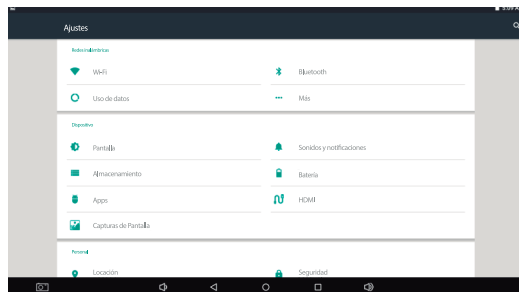 Ajustes
Redes inalámbricas
Wi-Fi
Bluetooth
Uso de datos
Más
Dispositivo
Pantalla
Sonidos y notificaciones
Almacenamiento
Batería
Apps
HDMI
Capturas de Pantalla
Personal
Locación
Seguridad